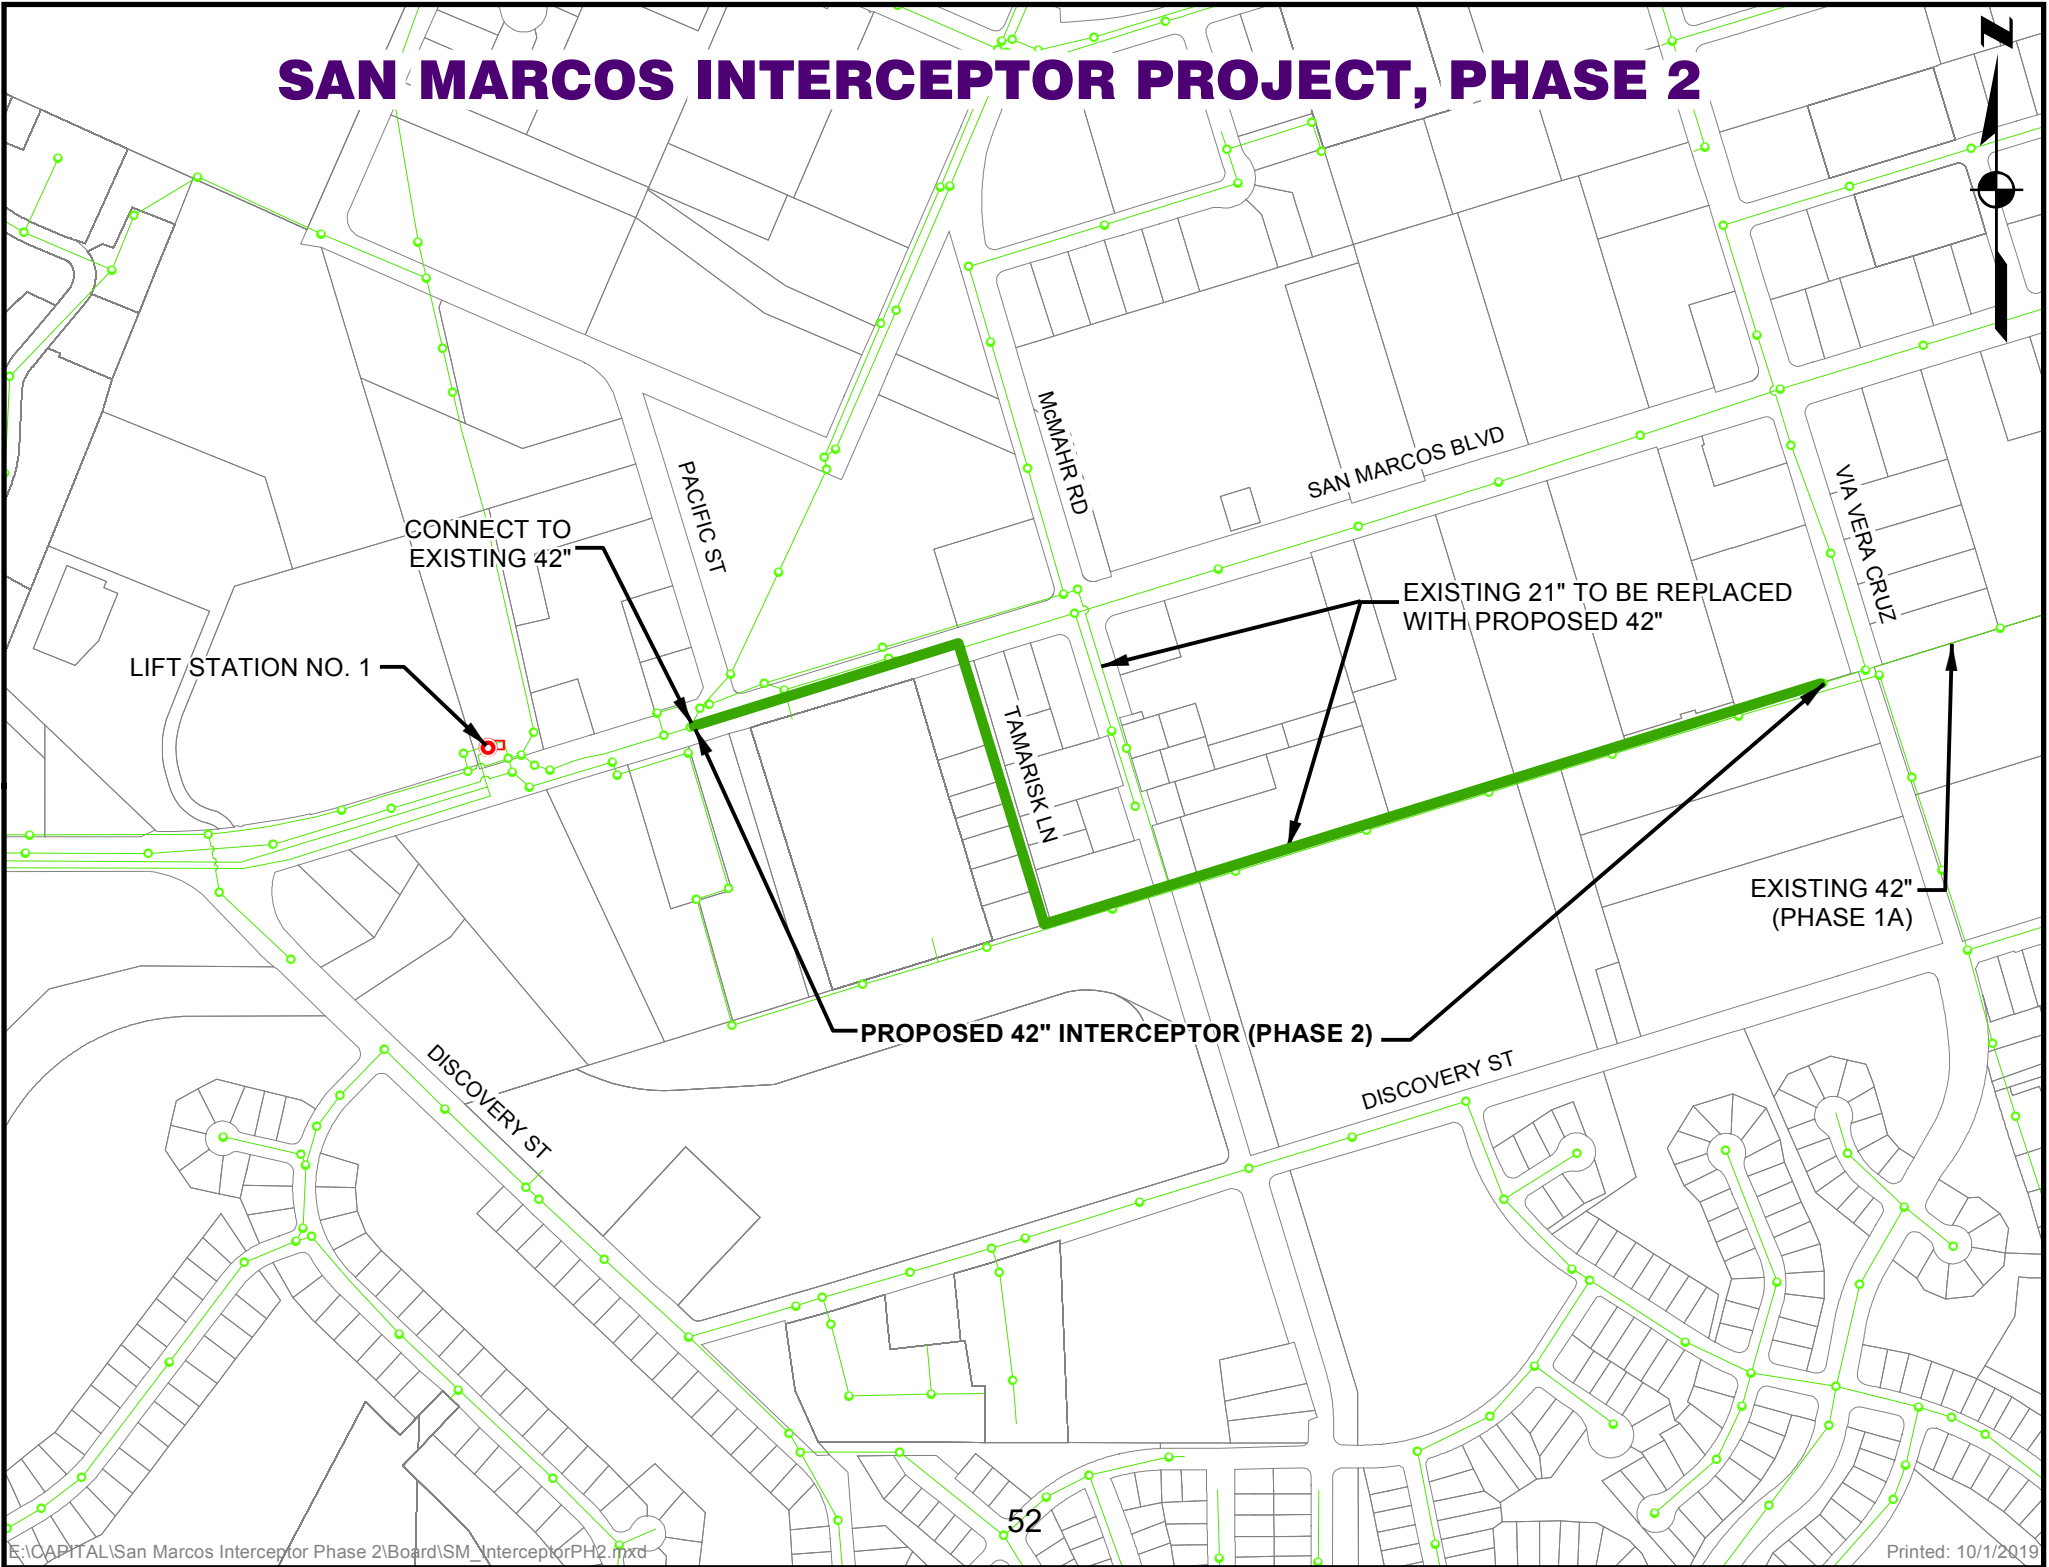 SAN MARCOS INTERCEPTOR PROJECT, PHASE 2
N
McMAHR RD
SAN MARCOS BLVD
PACIFIC ST
VIA VERA CRUZ
CONNECT TO
EXISTING 42"
EXISTING 21" TO BE REPLACED
WITH PROPOSED 42"
LIFT STATION NO. 1
TAMARISK LN
EXISTING 42"
(PHASE 1A)
PROPOSED 42" INTERCEPTOR (PHASE 2)
DISCOVERY ST
DISCOVERY ST
52
E:\CAPITAL\San Marcos Interceptor Phase 2\Board\SM_InterceptorPH2.mxd
Printed: 10/1/2019